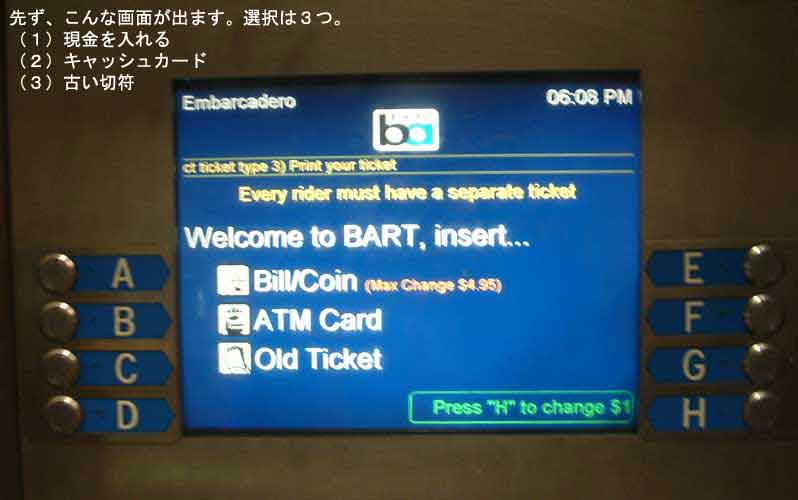 先ず、こんな画面が出ます。選択は３つ。
（１）現金を入れる
（２）キャッシュカード
（３）古い切符
Embarcadero
06:08 PM
ba
ct ticket type 3) Print your ticket
Every rider must have a separate ticket
Welcome to BART, insert...
Bill/Coin (Max Change $4.95)
ATM Card
Old Ticket
Press "H" to change $1
A
B
C
D
E
F
G
H